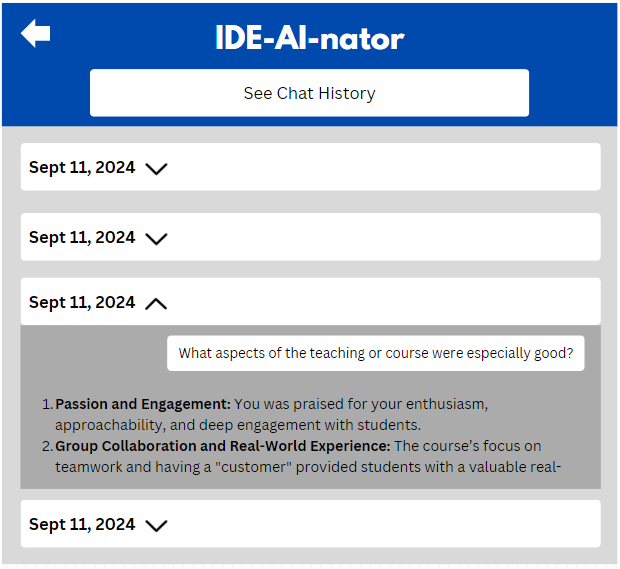 IDE-AI-nator
See Chat History
Sept 11, 2024
Sept 11, 2024
Sept 11, 2024
What aspects of the teaching or course were especially good?
1. Passion and Engagement: You was praised for your enthusiasm,
approachability, and deep engagement with students.
2. Group Collaboration and Real-World Experience: The course's focus on
teamwork and having a "customer" provided students with a valuable real-
Sept 11, 2024